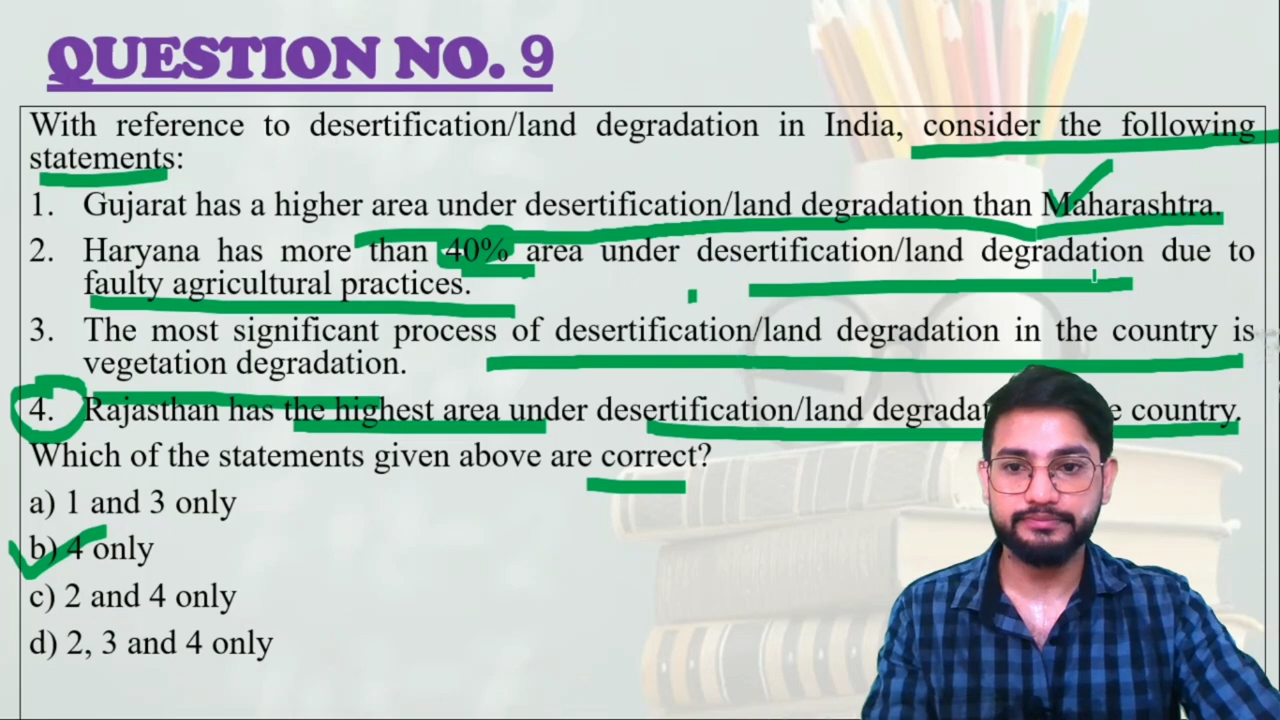 QUESTION NO. 9
With reference to desertification/land degradation in India, consider the following
statements:
1. Gujarat has a higher area under desertification/land degradation than Maharashtra.
2. Haryana has more than 40% area under desertification/land degradation due to
faulty agricultural practices.
3. The most significant process of desertification/land degradation in the country is
vegetation degradation.
4. Rajasthan has the highest area under desertification/land country.
Which of the statements given above are correct?
a) 1 and 3 only
b) 4 only
c) 2 and 4 only
d) 2, 3 and 4 only